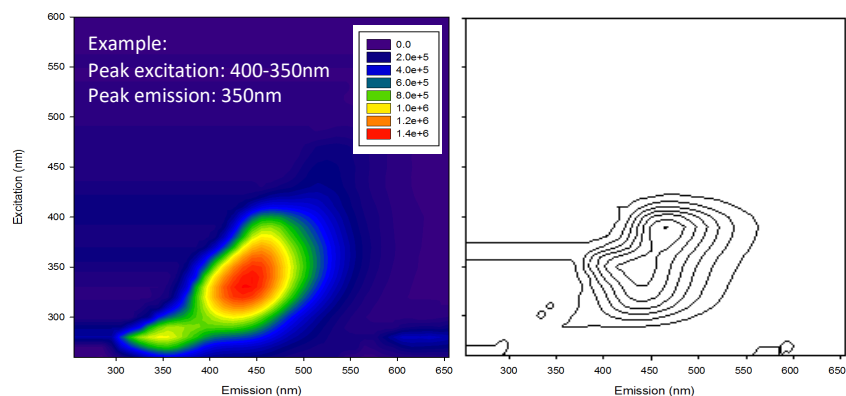 Example:
Peak excitation: 400-350nm
Peak emission: 350nm
0.0
2.0e+5
4.0e+5
6.0e+5
8.0e+5
1.0e+6
1.2e+6
1.4e+6
Excitation (nm)
600
550
500
450
400
350
300
300 350 400 450 500 550 600 650
Emission (nm)
300 350 400 450 500 550 600 650
Emission (nm)